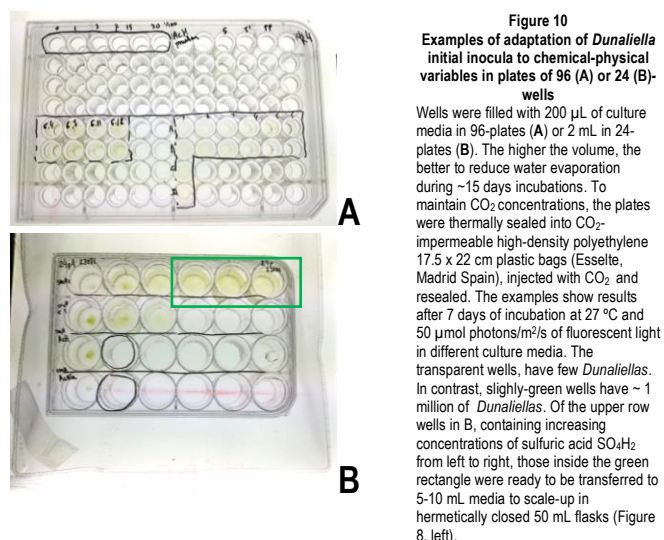 Figure 10
Examples of adaptation of Dunaliella
initial inocula to chemical-physical
variables in plates of 96 (A) or 24 (B)-
wells
Wells were filled with 200 µL of culture
media in 96-plates (A) or 2 mL in 24-
plates (B). The higher the volume, the
better to reduce water evaporation
during ~15 days incubations. To
maintain CO2 concentrations, the plates
were thermally sealed into CO2-
impermeable high-density polyethylene
17.5 x 22 cm plastic bags (Esselte,
Madrid Spain), injected with CO2 and
resealed. The examples show results
after 7 days of incubation at 27 ºC and
50 µmol photons/m2/s of fluorescent light
in different culture media. The
transparent wells, have few Dunaliellas.
In contrast, slighly-green wells have ~ 1
million of Dunaliellas. Of the upper row
wells in B, containing increasing
concentrations of sulfuric acid SO4H2
from left to right, those inside the green
rectangle were ready to be transferred to
5-10 mL media to scale-up in
hermetically closed 50 mL flasks (Figure
8, left).
A
B